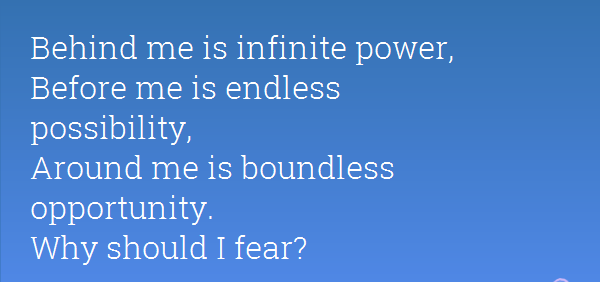 Behind me is infinite power,
Before me is endless
possibility,
Around me is boundless
opportunity.
Why should I fear?